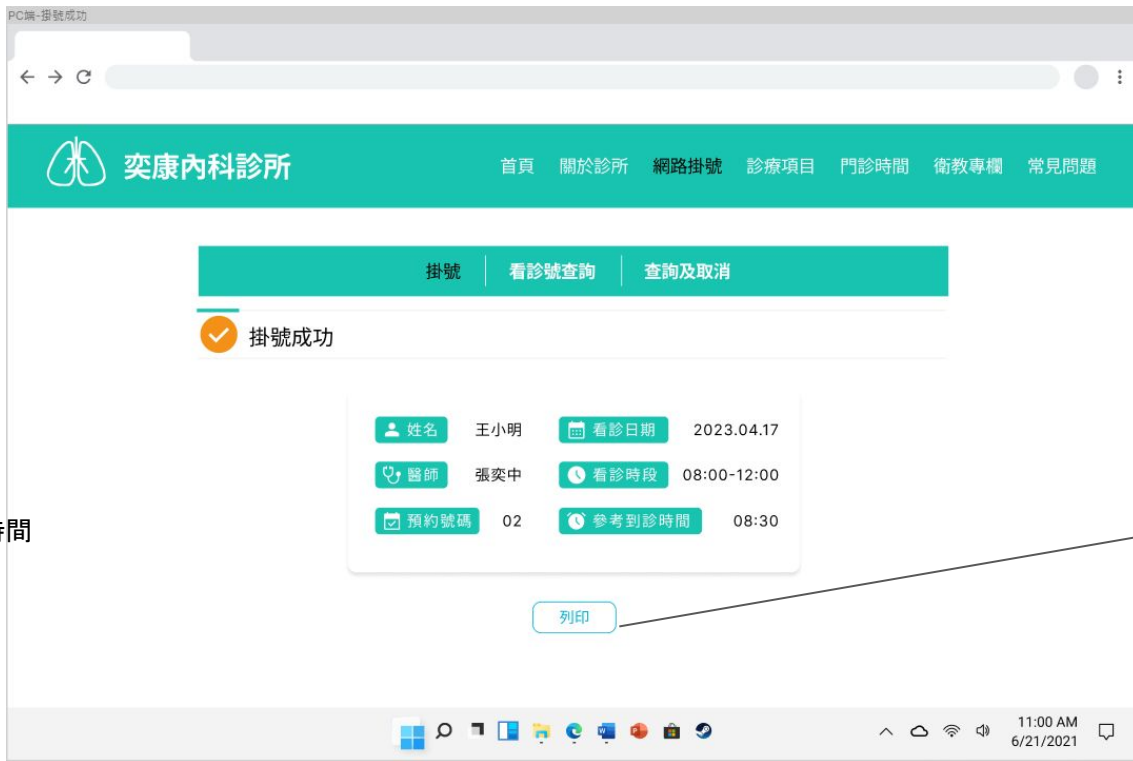 PC端-掛號成功
奕康內科診所 首頁 關於診所 網路掛號 診療項目 門診時間 衛教專欄 常見問題
掛號 看診號查詢 查詢及取消
掛號成功
姓名 王小明 看診日期 2023.04.17
醫師 張奕中 看診時段 08:00-12:00
預約號碼 02 參考到診時間 08:30
間
列印
11:00 AM
6/21/2021